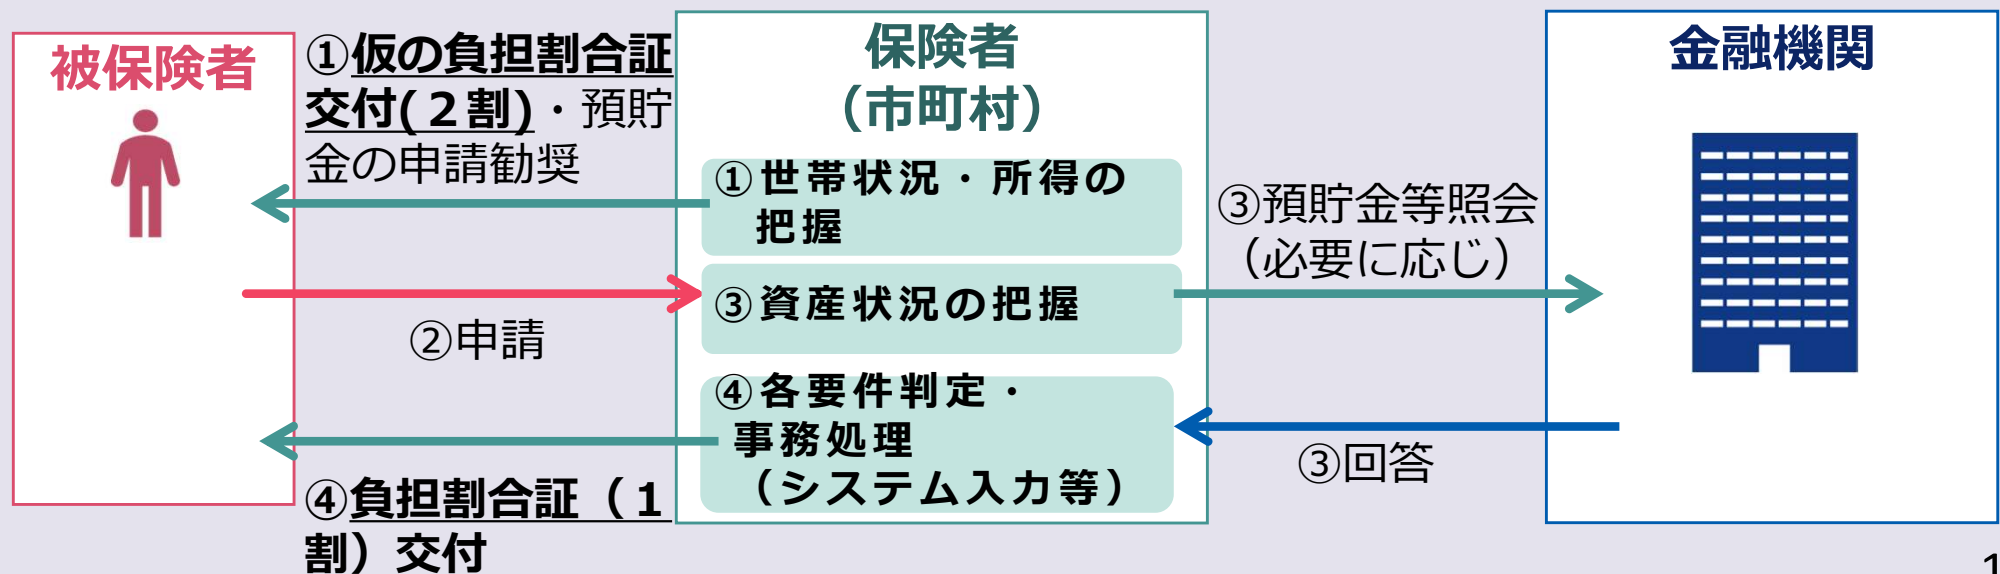 被保険者
①仮の負担割合証
交付(２割)・預貯
金の申請勧奨
②申請
④負担割合証（１
割）交付
保険者
（市町村）
①世帯状況・所得の
把握
③資産状況の把握
④各要件判定・
事務処理
（システム入力等）
③預貯金等照会
（必要に応じ）
③回答
金融機関